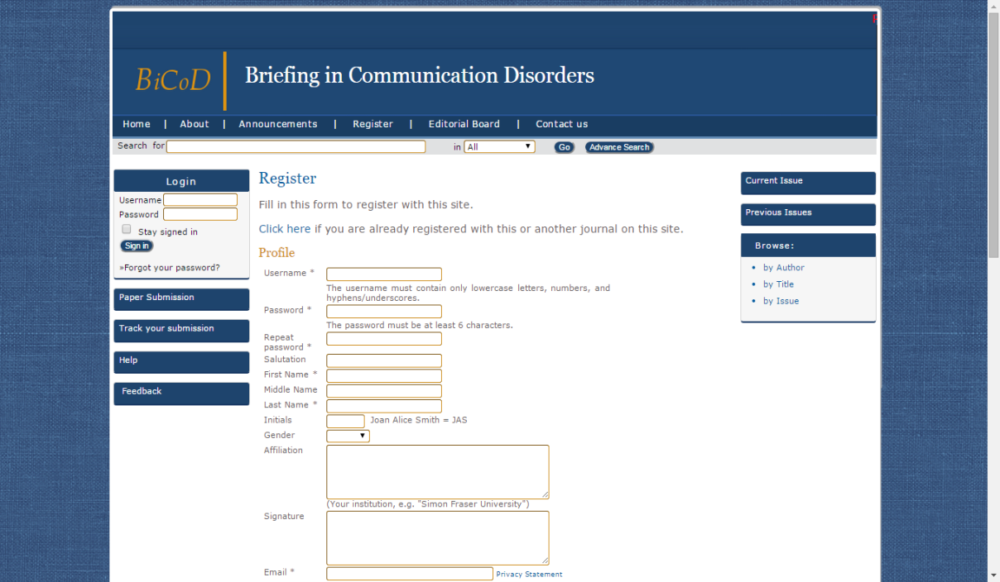 BiCoD
Briefing in Communication Disorders
Home | About | Announcements | Register | Editorial Board | Contact us
Search for in All Go Advance Search
Login
Username
Password
Stay signed in
Sign in
»Forgot your password?
Paper Submission
Track your submission
Help
Feedback
Register
Fill in this form to register with this site.
Click here if you are already registered with this or another journal on this site.
Profile
Username *
The username must contain only lowercase letters, numbers, and
hyphens/underscores.
Password *
The password must be at least 6 characters.
Repeat
password *
Salutation
First Name *
Middle Name
Last Name *
Initials Joan Alice Smith = JAS
Gender
Affiliation
(Your institution, e.g. "Simon Fraser University")
Signature
Email * Privacy Statement
Current Issue
Previous Issues
Browse:
• by Author
• by Title
• by Issue